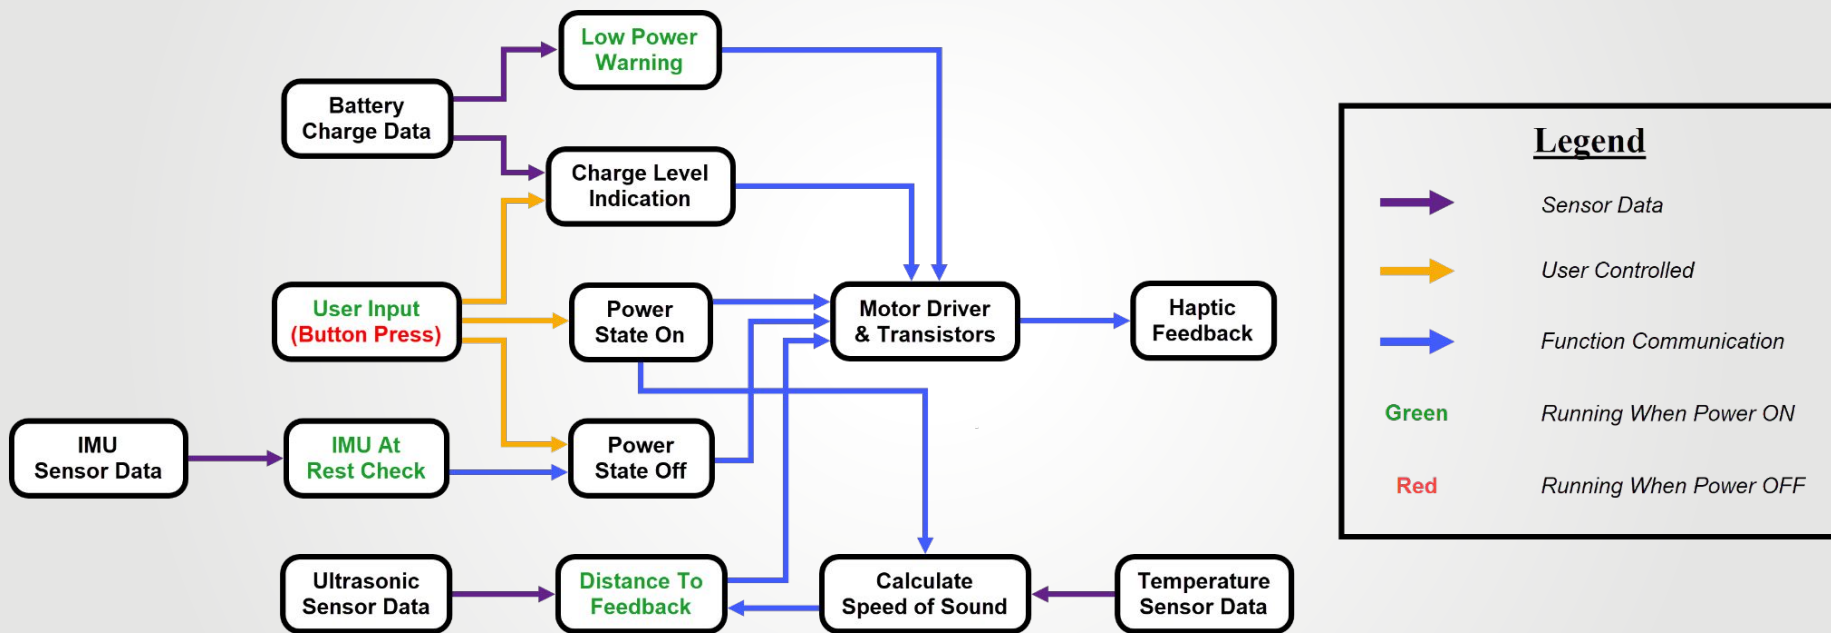 Low Power
Warning
Battery
Charge Data
Charge Level
Indication
User Input
(Button Press)
Power
State On
Motor Driver
& Transistors
Haptic
Feedback
IMU
Sensor Data
IMU At
Rest Check
Power
State Off
Ultrasonic
Sensor Data
Distance To
Feedback
Calculate
Speed of Sound
Temperature
Sensor Data
Legend
Sensor Data
User Controlled
Function Communication
Green Running When Power ON
Red Running When Power OFF